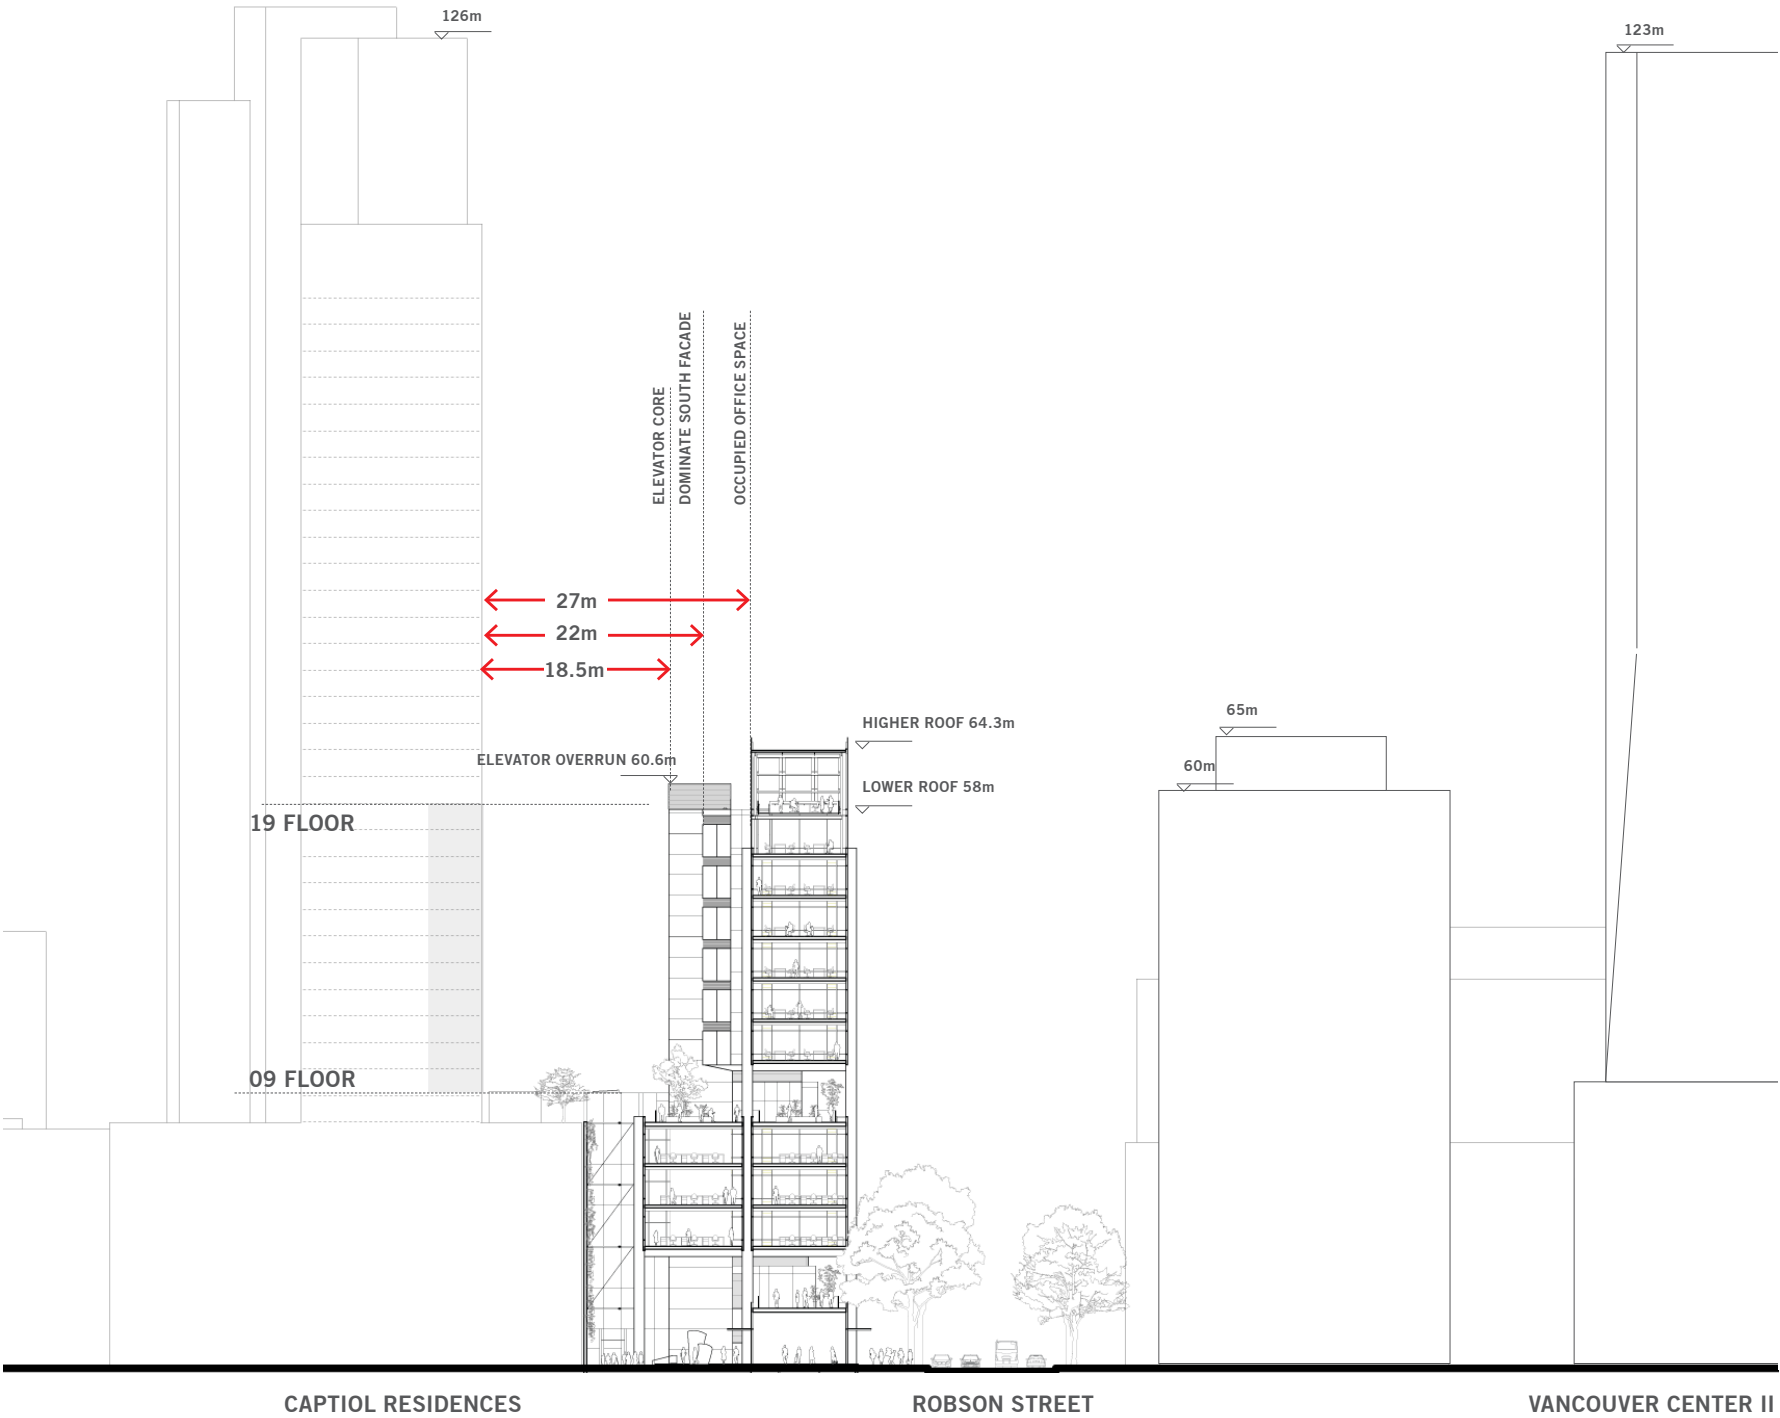 126m
123m
ELEVATOR CORE
DOMINATE SOUTH FACADE
OCCUPIED OFFICE SPACE
27m
22m
18.5m
65m
HIGHER ROOF 64.3m
ELEVATOR OVERRUN 60.6m
60m
LOWER ROOF 58m
19 FLOOR
09 FLOOR
CAPTIOL RESIDENCES
ROBSON STREET
VANCOUVER CENTER II